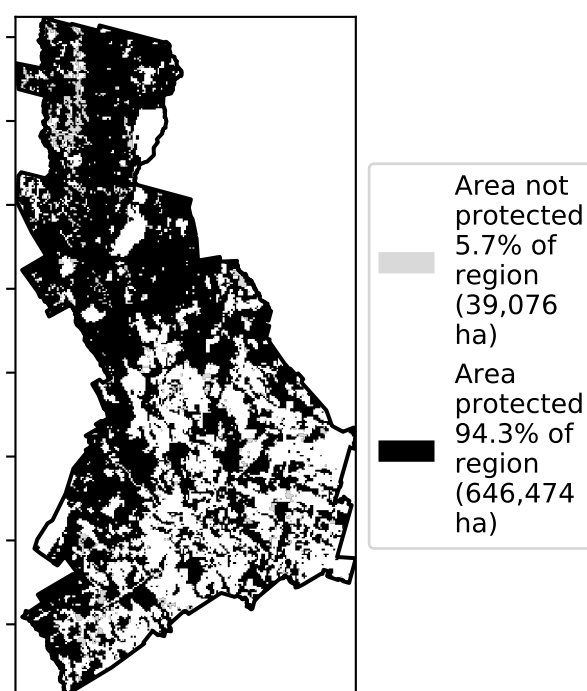 Area not
protected
5.7% of
region
(39,076
ha)
Area
protected
94.3% of
region
(646,474
ha)